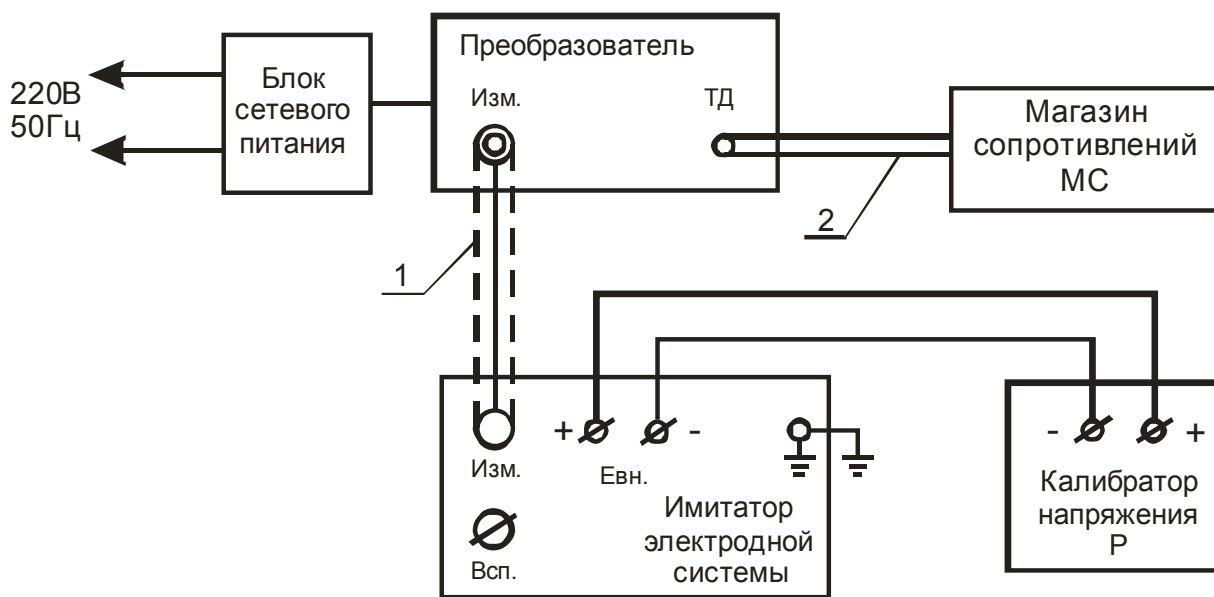 220В
50Гц
Блок
сетевого
питания
Преобразователь
Изм.
ТД
Магазин
сопротивлений
МС
2
1
+
-
Изм.
Евн.
Всп.
Имитатор
электродной
системы
-
+
Калибратор
напряжения
Р